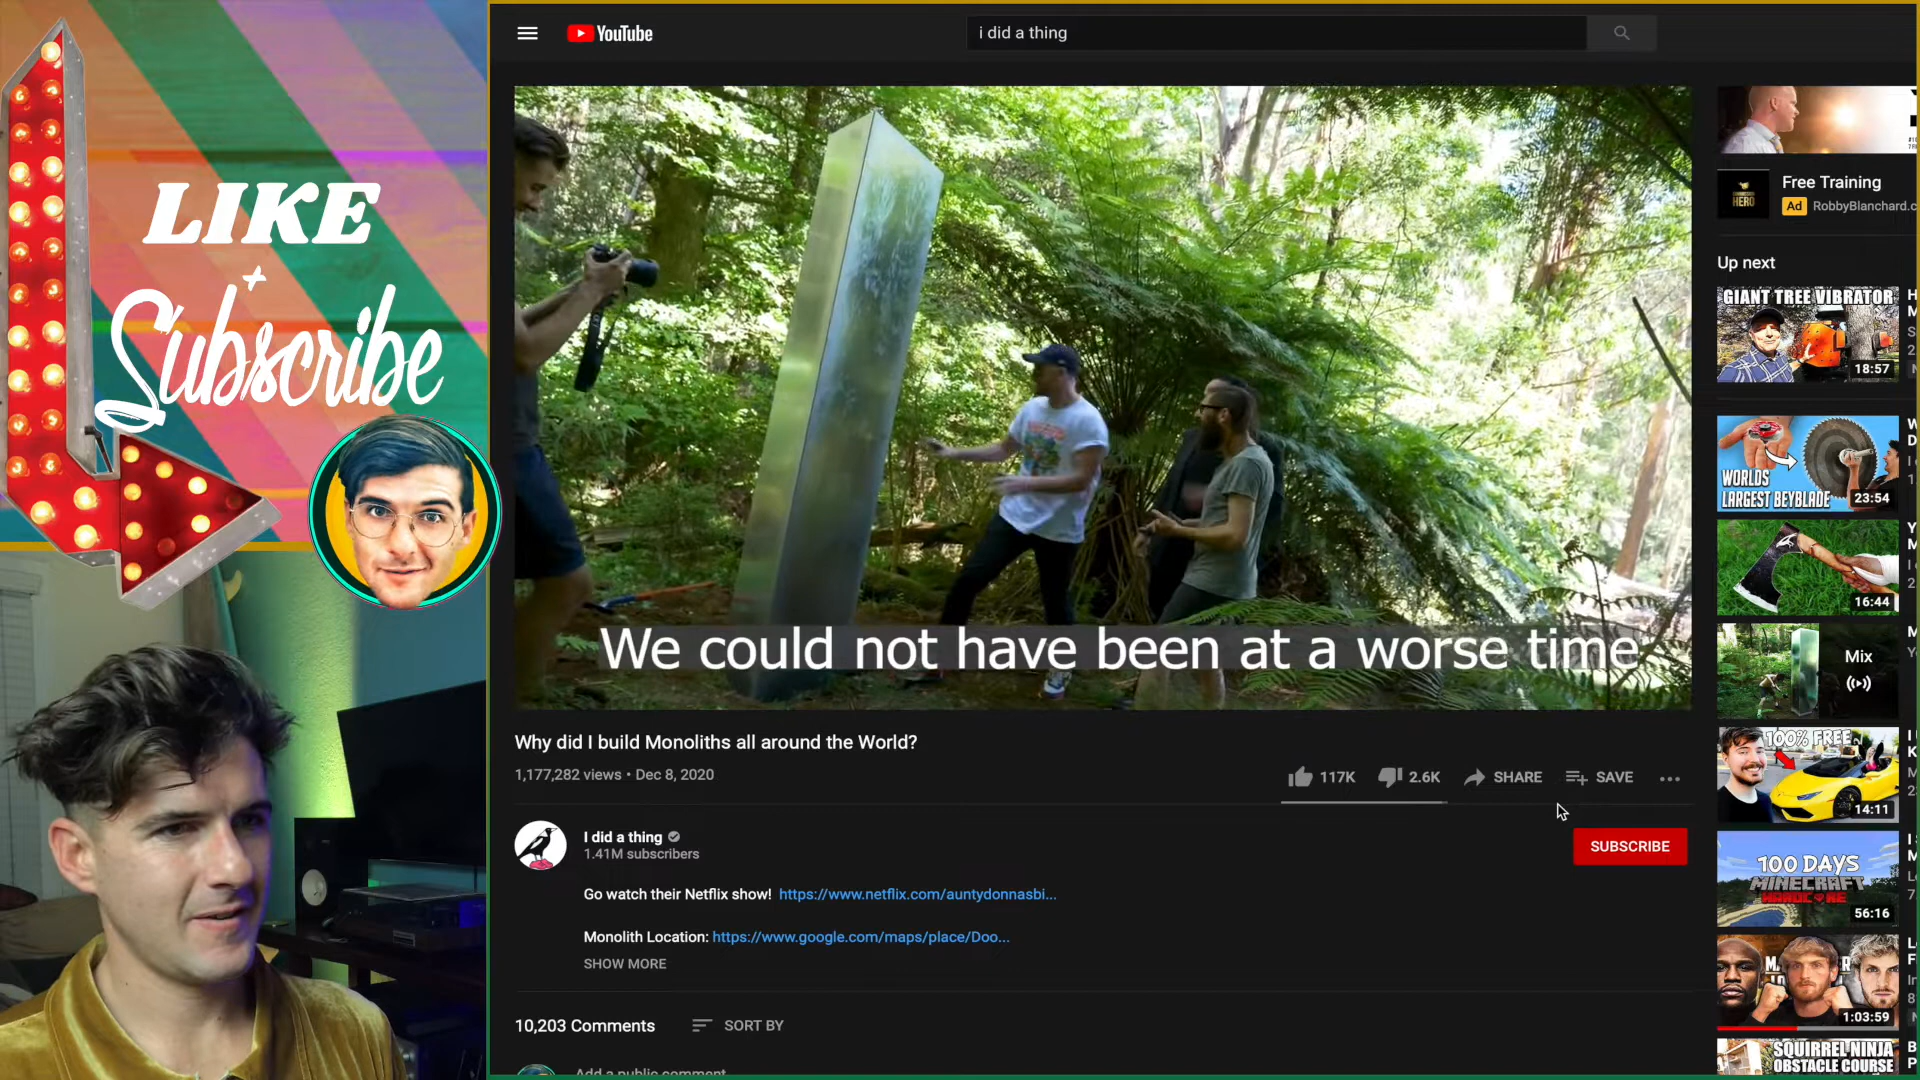 LIKE
+
Subscribe
YouTube
i did a thing
We could not have been at a worse time
Why did I build Monoliths all around the World?
1,177,282 views • Dec 8, 2020
117K
2.6K
SHARE
SAVE
I did a thing
1.41M subscribers
SUBSCRIBE
Go watch their Netflix show! https://www.netflix.com/auntydonnasbi...
Monolith Location: https://www.google.com/maps/place/Doo...
SHOW MORE
10,203 Comments
SORT BY
Add a public comment
HERO
Free Training
Ad RobbyBlanchard.c
Up next
GIANT TREE VIBRATOR
18:57
WORLDS
LARGEST BEYBLADE
23:54
16:44
Mix
100% FREE
14:11
100 DAYS
MINECRAFT
HARDCORE
56:16
1:03:59
SQUIRREL NINJA
OBSTACLE COURSE